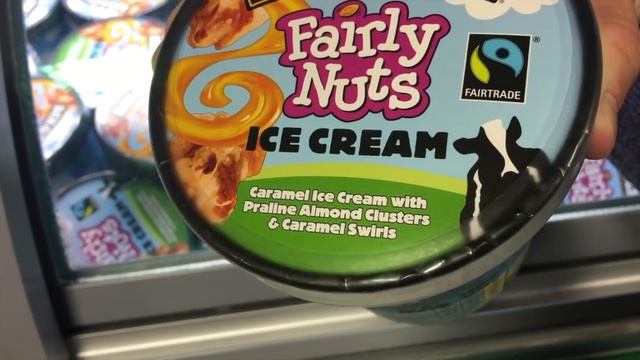 Fairly
Nuts
ICE CREAM
FAIRTRADE
®
Caramel Ice Cream with
Praline Almond Clusters
& Caramel Swirls